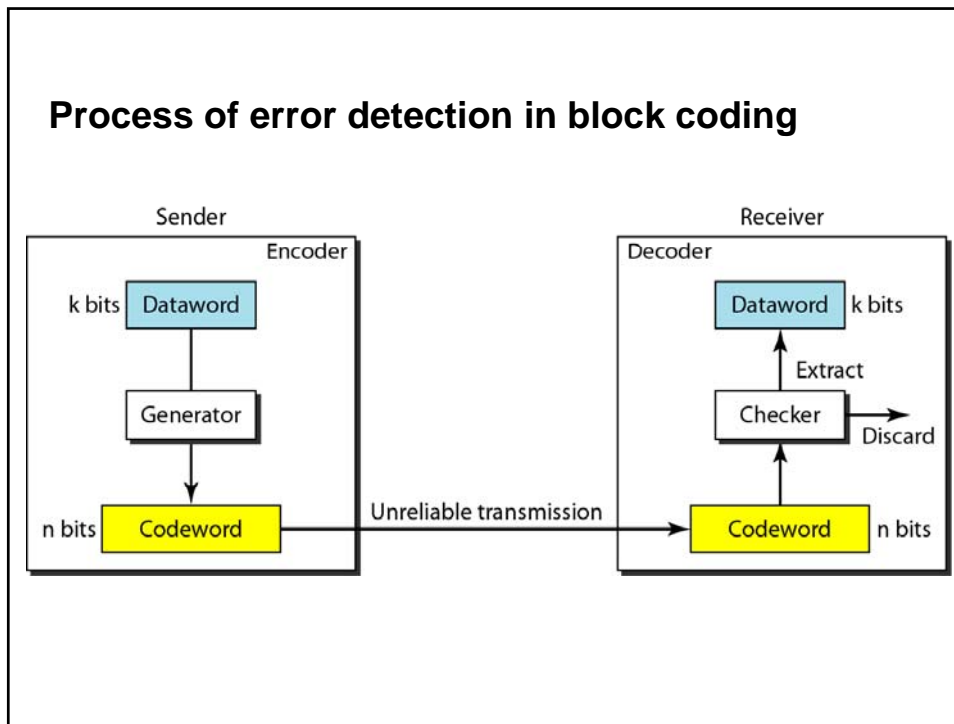 Process of error detection in block coding
Sender
Receiver
Encoder
Decoder
k bits
Dataword
Dataword
k bits
Extract
Generator
Checker
Discard
Unreliable transmission
n bits
Codeword
Codeword
n bits